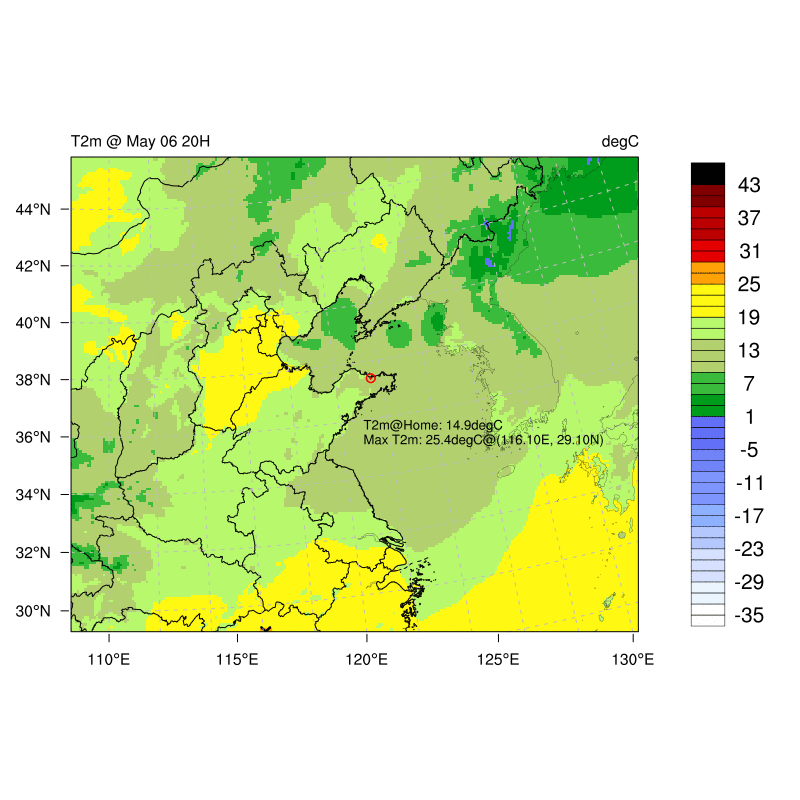 T2m @ May 06 20H degC
43
44°N
37
31
42°N
25
40°N
19
13
38°N
7
T2m@Home: 14.9degC
1
36°N
Max T2m: 25.4degC@(116.10E, 29.10N)
-5
-11
34°N
-17
32°N
-23
-29
30°N
-35
110°E 115°E 120°E 125°E 130°E